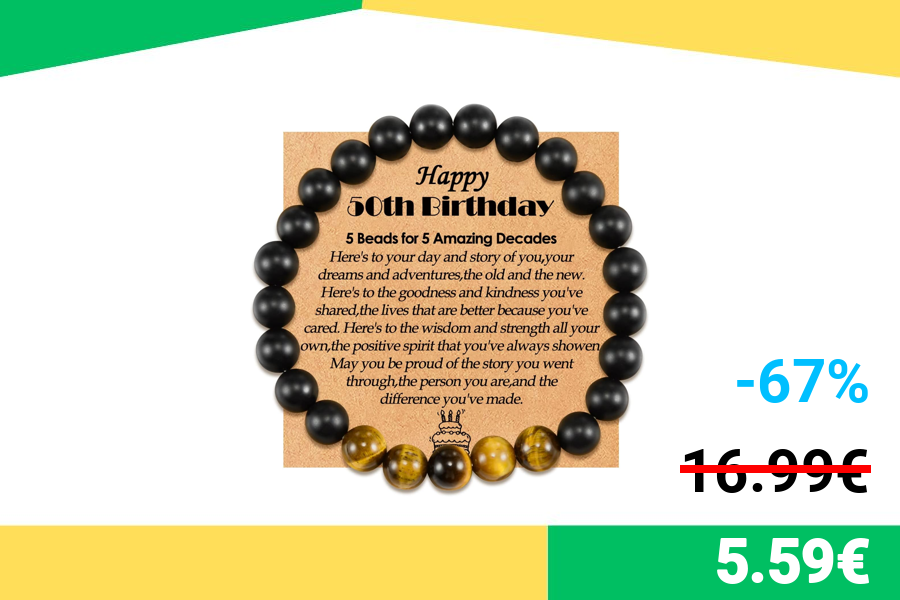 Happy
50th Birthday
5 Beads for 5 Amazing Decades
Here's to your day and story of you,your
dreams and adventures,the old and the new.
Here's to the goodness and kindness you've
shared,the lives that are better because you've
cared. Here's to the wisdom and strength all your
own,the positive spirit that you've always showen.
May you be proud of the story you went
through,the person you are,and the
difference you've made.
-67%
16.99€
5.59€